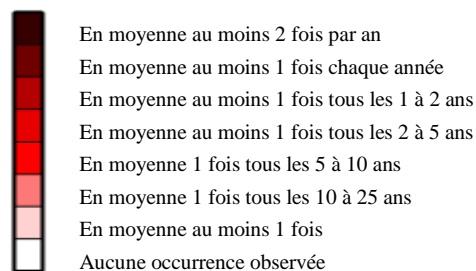 En moyenne au moins 2 fois par an
En moyenne au moins 1 fois chaque année
En moyenne au moins 1 fois tous les 1 à 2 ans
En moyenne au moins 1 fois tous les 2 à 5 ans
En moyenne 1 fois tous les 5 à 10 ans
En moyenne 1 fois tous les 10 à 25 ans
En moyenne au moins 1 fois
Aucune occurrence observée